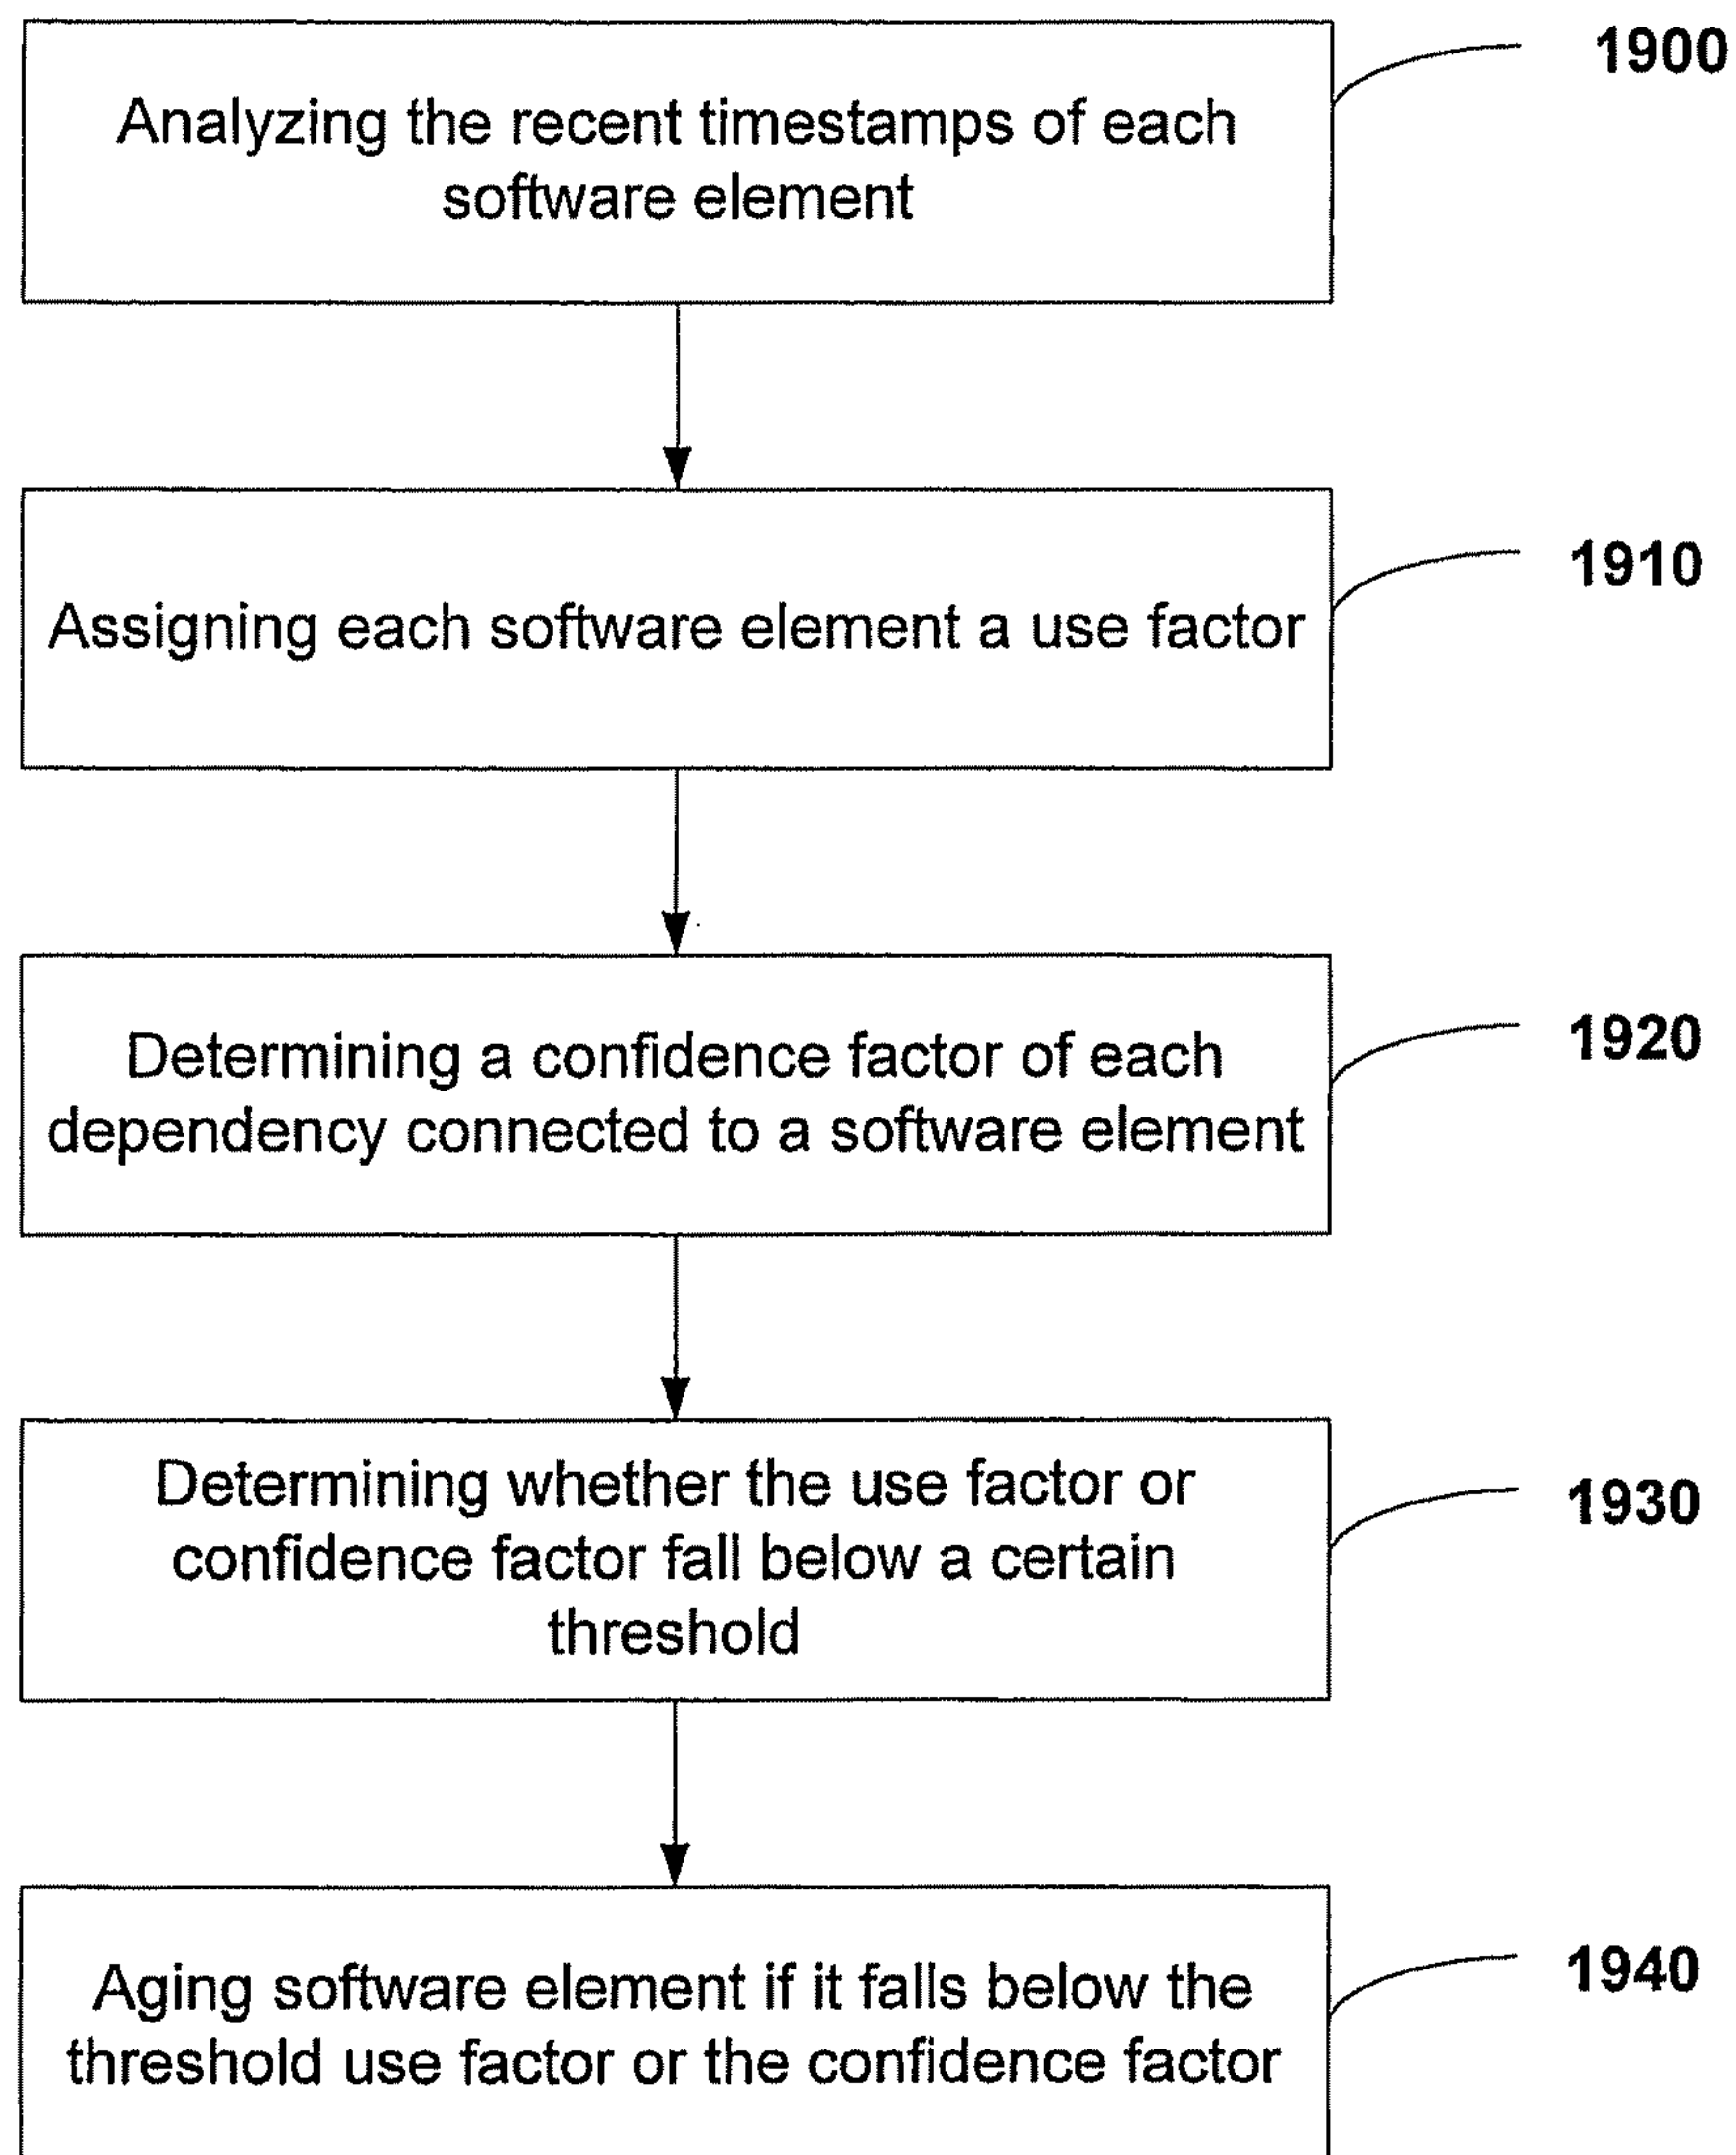 1900
Analyzing the recent timestamps of each
software element
1910
Assigning each software element a use factor
1920
Determining a confidence factor of each
dependency connected to a software element
1930
Determining whether the use factor or
confidence factor fall below a certain
threshold
1940
Aging software element if it falls below the
threshold use factor or the confidence factor